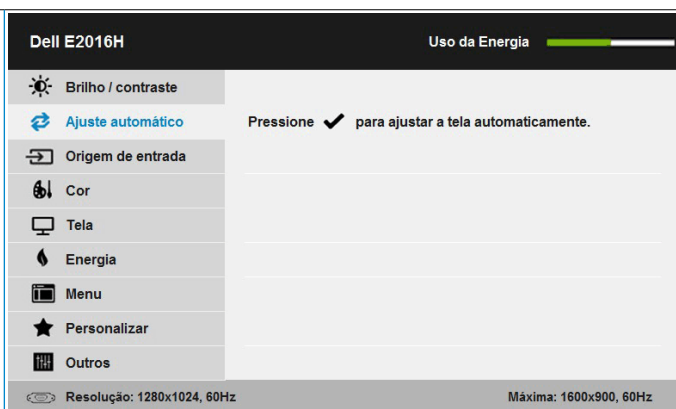 Dell E2016H
Uso da Energia
Brilho / contraste
Ajuste automático
Pressione ✔ para ajustar a tela automaticamente.
Origem de entrada
Cor
Tela
Energia
Menu
Personalizar
Outros
Resolução: 1280x1024, 60Hz
Máxima: 1600x900, 60Hz